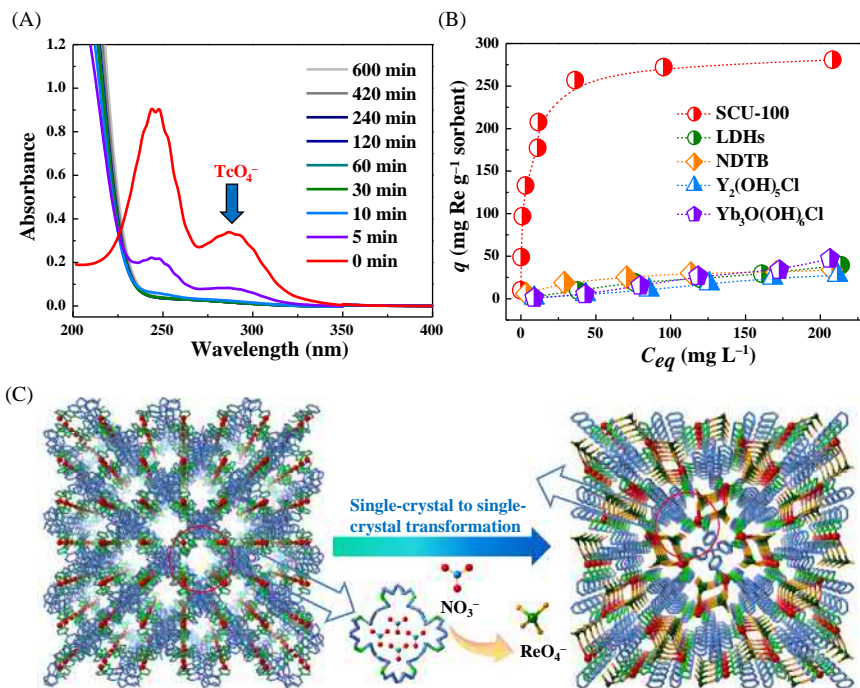 (A)
1.2
1.0
0.8
0.6
0.4
0.2
0.0
Absorbance
200
250
300
350
400
Wavelength (nm)
TcO₄⁻
600 min
420 min
240 min
120 min
60 min
30 min
10 min
5 min
0 min
(B)
300
250
200
150
100
50
0
q (mg Re g⁻¹ sorbent)
0
50
100
150
200
Ceq (mg L⁻¹)
SCU-100
LDHs
NDTB
Y₂(OH)₅Cl
Yb₃O(OH)₆Cl
(C)
Single-crystal to single-
crystal transformation
NO₃⁻
ReO₄⁻